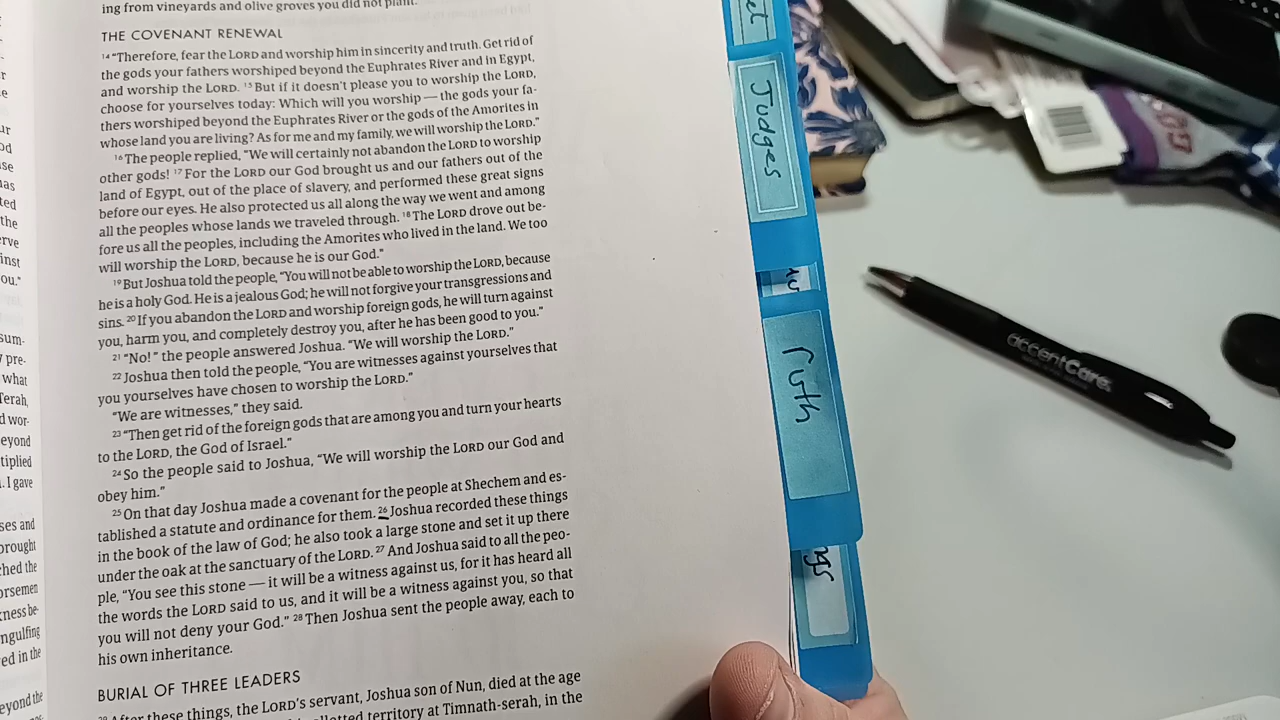 ing from vineyards and olive groves you did not plant.
THE COVENANT RENEWAL
14 “Therefore, fear the LORD and worship him in sincerity and truth. Get rid of
the gods your fathers worshiped beyond the Euphrates River and in Egypt,
and worship the LORD. 15 But if it doesn't please you to worship the LORD,
choose for yourselves today: Which will you worship — the gods your fa-
thers worshiped beyond the Euphrates River or the gods of the Amorites in
whose land you are living? As for me and my family, we will worship the LORD.”
16 The people replied, “We will certainly not abandon the LORD to worship
other gods! 17 For the LORD our God brought us and our fathers out of the
land of Egypt, out of the place of slavery, and performed these great signs
before our eyes. He also protected us all along the way we went and among
all the peoples whose lands we traveled through. 18 The LORD drove out be-
fore us all the peoples, including the Amorites who lived in the land. We too
will worship the LORD, because he is our God.”
19 But Joshua told the people, “You will not be able to worship the LORD, because
he is a holy God. He is a jealous God; he will not forgive your transgressions and
sins. 20 If you abandon the LORD and worship foreign gods, he will turn against
you, harm you, and completely destroy you, after he has been good to you.”
21 “No!” the people answered Joshua. “We will worship the LORD.”
22 Joshua then told the people, “You are witnesses against yourselves that
you yourselves have chosen to worship the LORD.”
“We are witnesses,” they said.
23 “Then get rid of the foreign gods that are among you and turn your hearts
to the LORD, the God of Israel.”
24 So the people said to Joshua, “We will worship the LORD our God and
obey him.”
25 On that day Joshua made a covenant for the people at Shechem and es-
tablished a statute and ordinance for them. 26 Joshua recorded these things
in the book of the law of God; he also took a large stone and set it up there
under the oak at the sanctuary of the LORD. 27 And Joshua said to all the peo-
ple, “You see this stone — it will be a witness against us, for it has heard all
the words the LORD said to us, and it will be a witness against you, so that
you will not deny your God.” 28 Then Joshua sent the people away, each to
his own inheritance.
BURIAL OF THREE LEADERS
29 After these things, the LORD's servant, Joshua son of Nun, died at the age
allotted territory at Timnath-serah, in the
Judges
ruth
accentCare